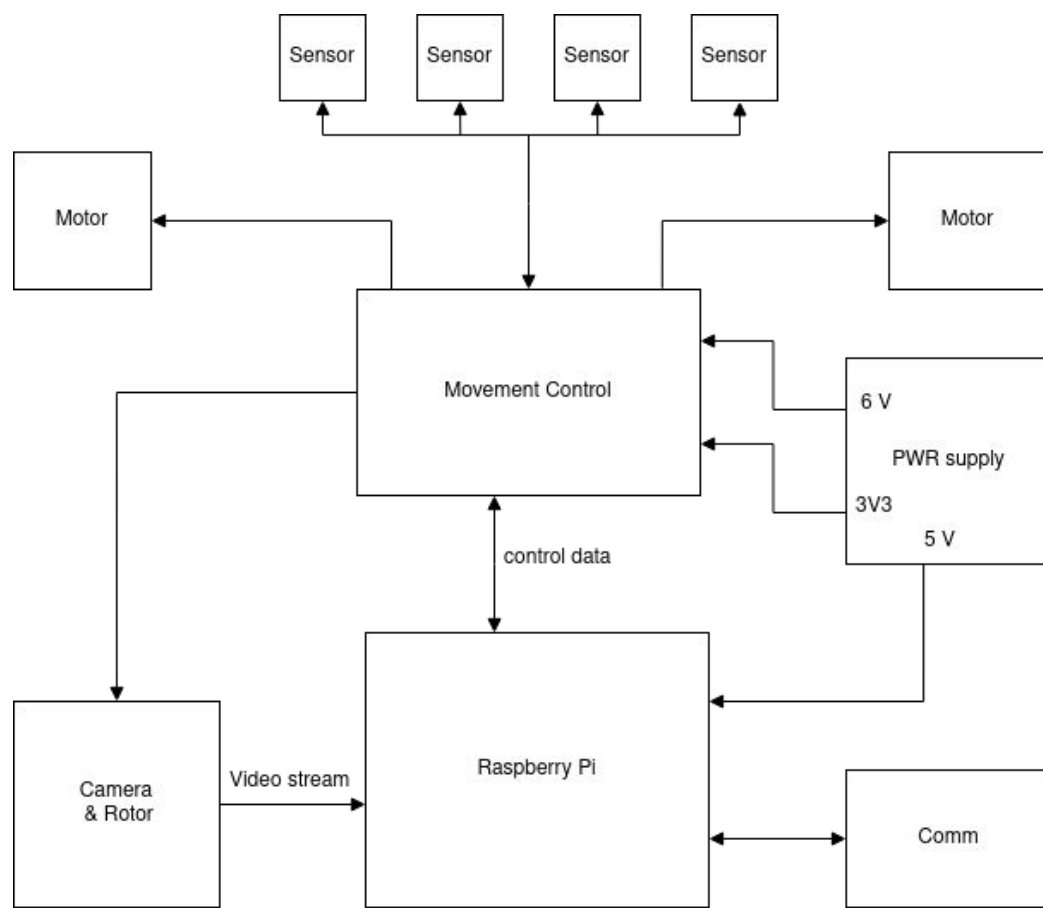 Sensor
Sensor
Sensor
Sensor
Motor
Motor
Movement Control
6 V
PWR supply
3V3
5 V
control data
Video stream
Raspberry Pi
Camera
& Rotor
Comm